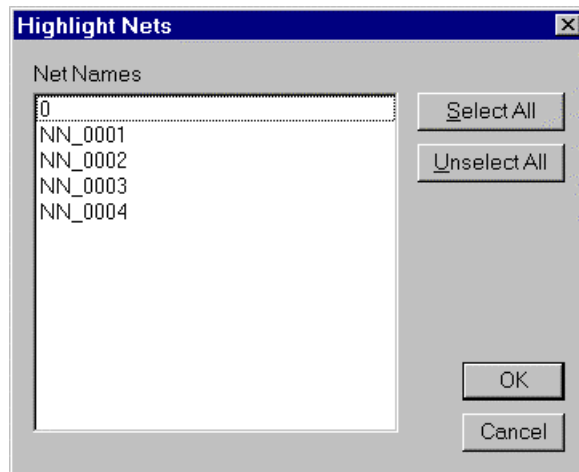 Highlight Nets
Net Names
0
NN_0001
NN_0002
NN_0003
NN_0004
Select All
Unselect All
OK
Cancel